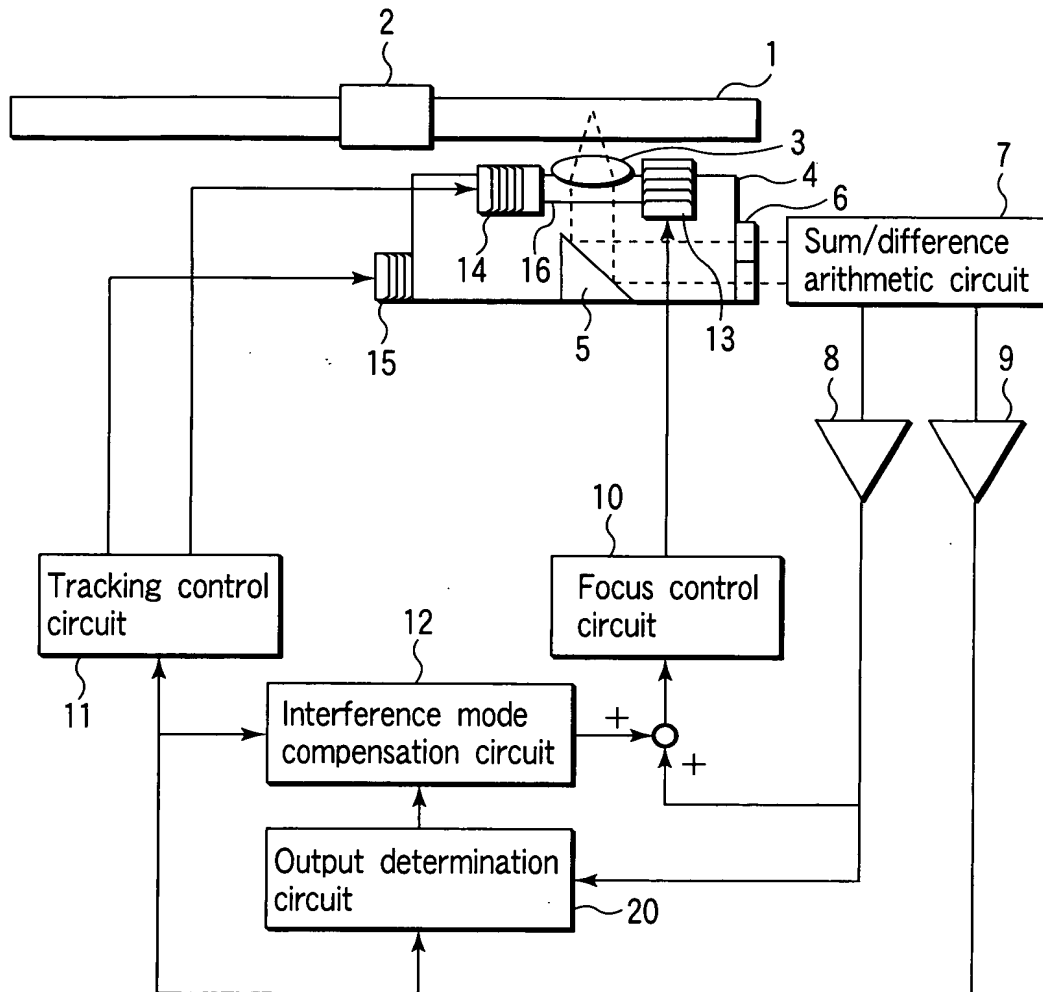 2
1
3
4
6
7
Sum/difference
arithmetic circuit
14
16
15
5
13
8
9
10
Tracking control
circuit
Focus control
circuit
12
11
Interference mode
compensation circuit
+
+
Output determination
circuit
20